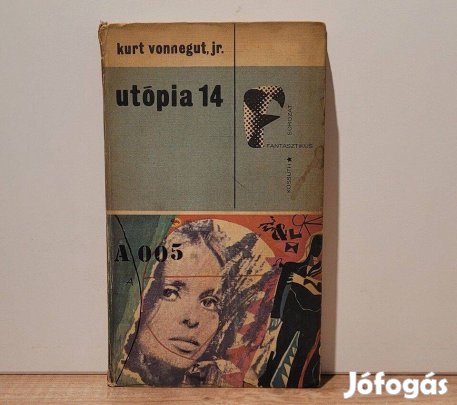 kurt vonnegut, jr.
utópia 14
SOROZAT
FANTASZTIKUS
KOSSUTH
A 005
A
&
Jófogás